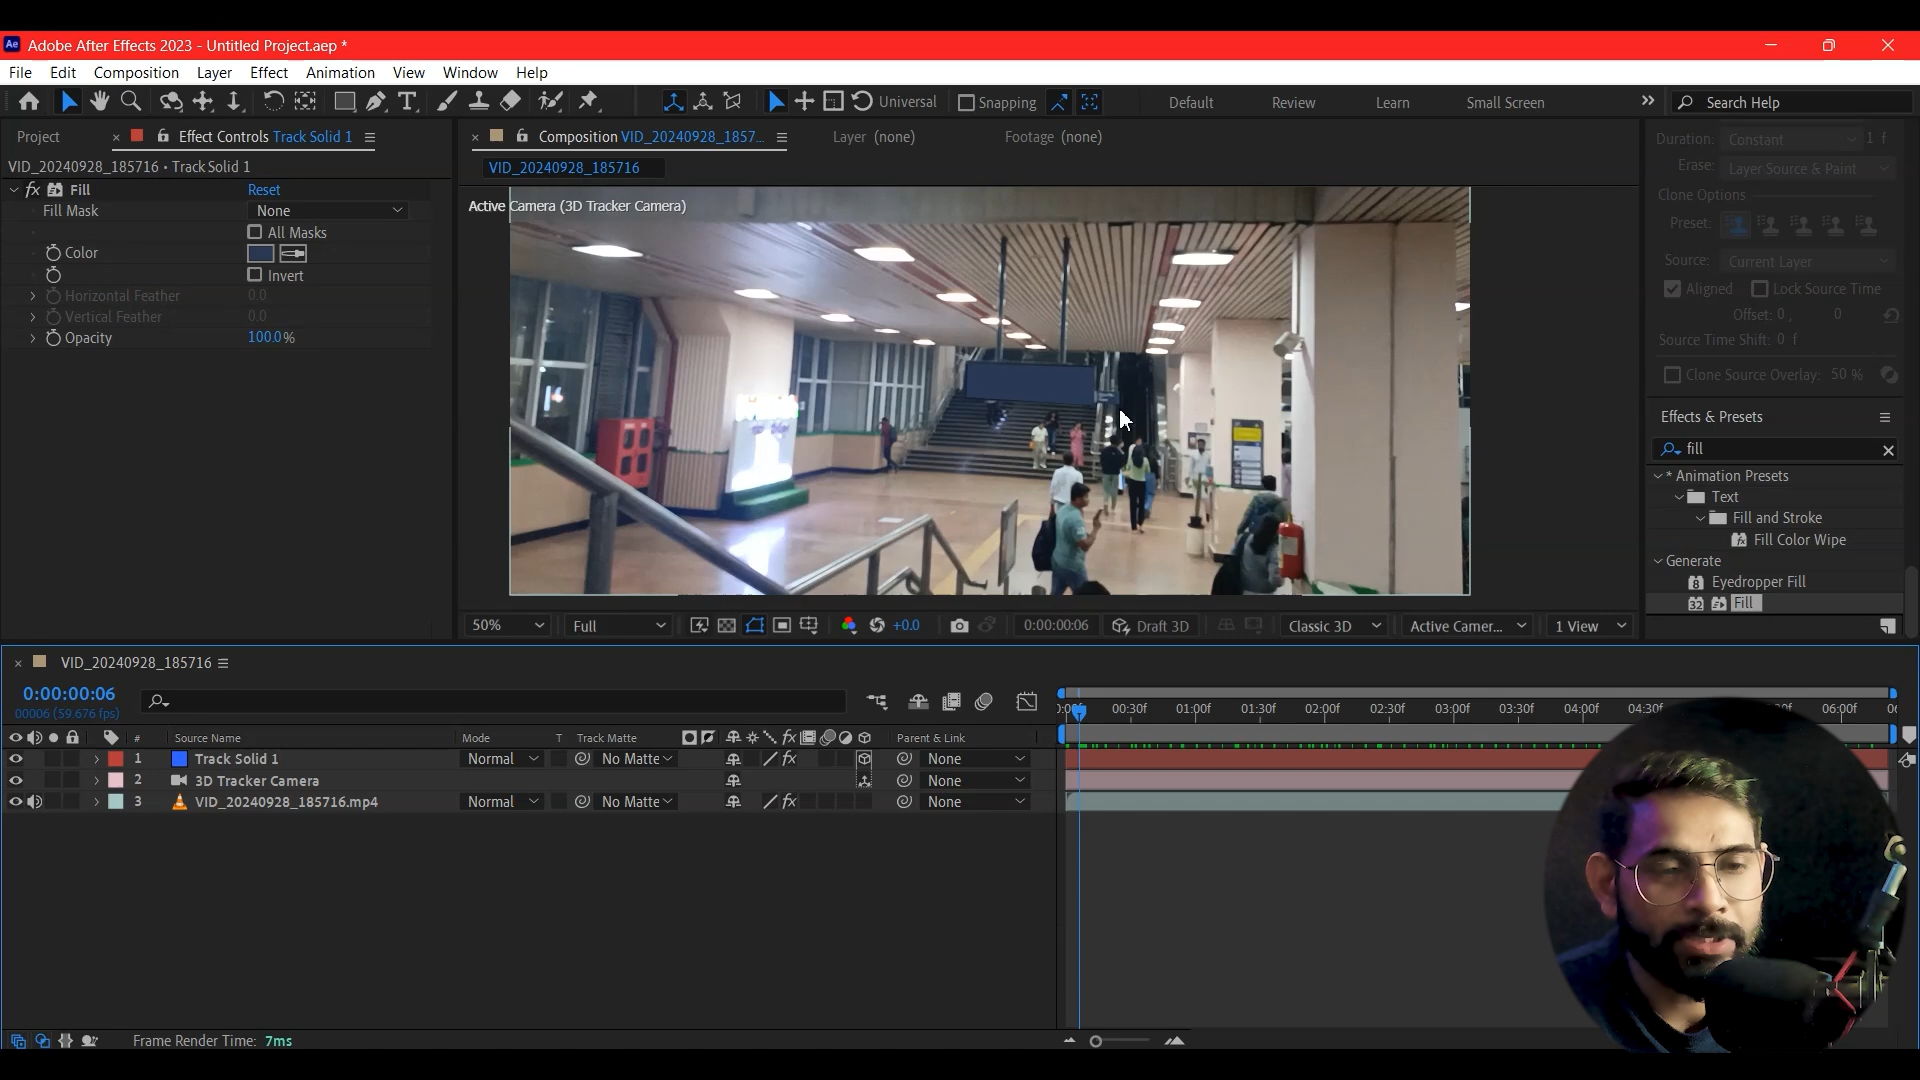 Adobe After Effects 2023 - Untitled Project.aep *
File Edit Composition Layer Effect Animation View Window Help
Universal Snapping Default Review Learn Small Screen Search Help
Project Effect Controls Track Solid 1
Composition VID_20240928_1857... Layer (none) Footage (none)
VID_20240928_185716 • Track Solid 1
VID_20240928_185716
fx Fill Reset
Fill Mask None
All Masks
Color
Invert
Horizontal Feather 0.0
Vertical Feather 0.0
Opacity 100.0%
Active Camera (3D Tracker Camera)
50% Full +0.0 0:00:00:06 Draft 3D Classic 3D Active Camer... 1 View
Duration: Constant 1 f
Erase: Layer Source & Paint
Clone Options
Preset:
Source: Current Layer
Aligned Lock Source Time
Offset: 0, 0
Source Time Shift: 0 f
Clone Source Overlay: 50 %
Effects & Presets
fill
* Animation Presets
Text
Fill and Stroke
Fill Color Wipe
Generate
Eyedropper Fill
Fill
VID_20240928_185716
0:00:00:06
00006 (59.676 fps)
00:30f 01:00f 01:30f 02:00f 02:30f 03:00f 03:30f 04:00f 04:30f 06:00f
# Source Name Mode T Track Matte fx Parent & Link
1 Track Solid 1 Normal No Matte fx None
2 3D Tracker Camera None
3 VID_20240928_185716.mp4 Normal No Matte fx None
Frame Render Time: 7ms